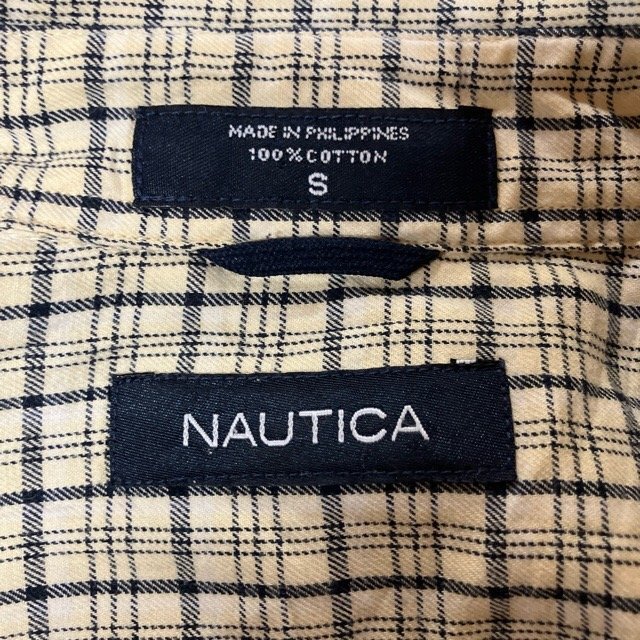 MADE IN PHILIPPINES
100%COTTON
S
NAUTICA